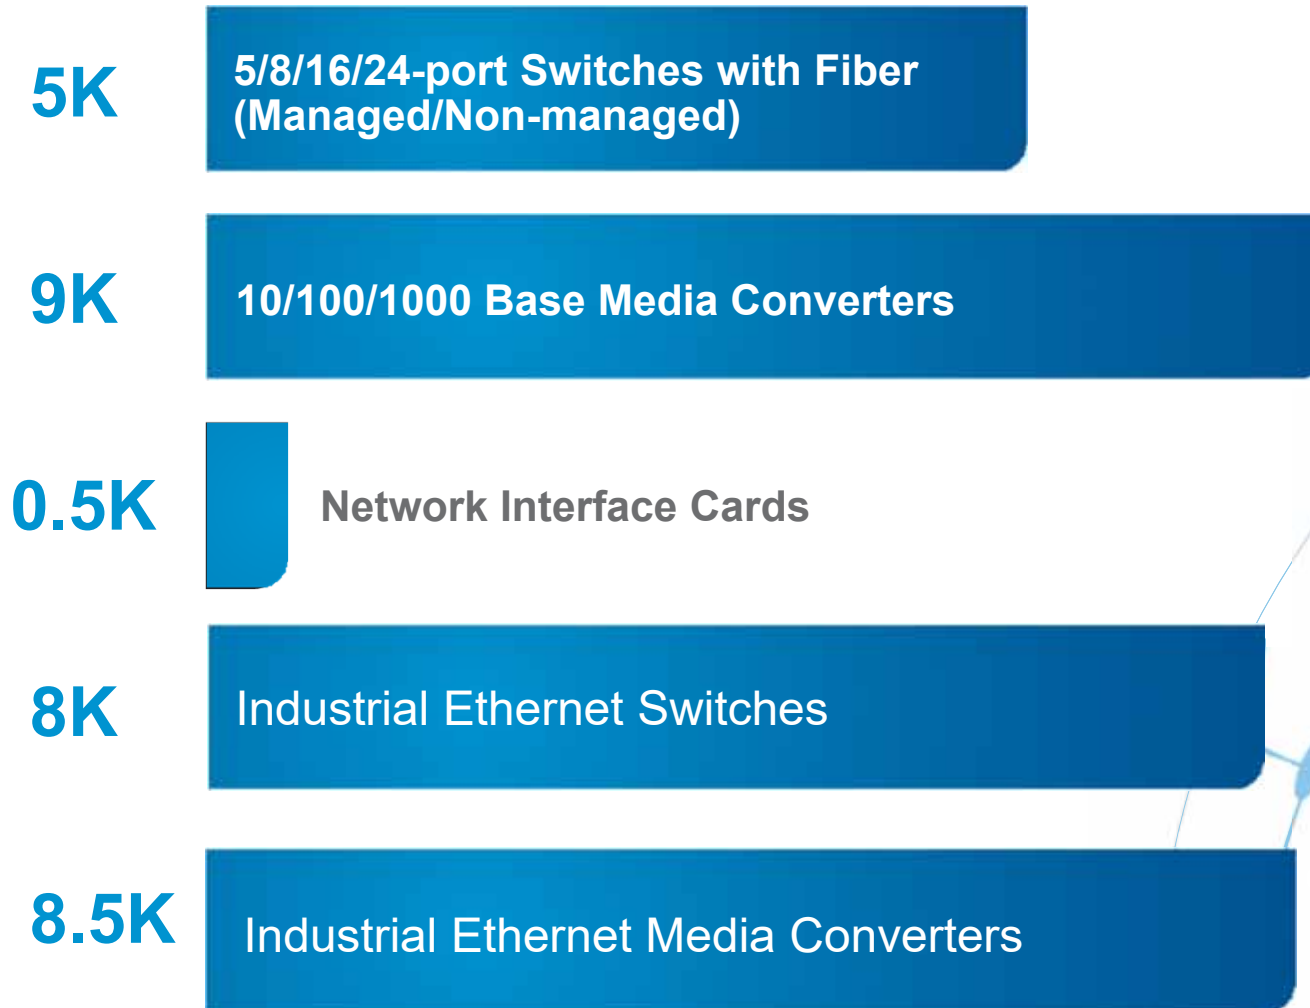 5K
5/8/16/24-port Switches with Fiber
(Managed/Non-managed)
9K
10/100/1000 Base Media Converters
0.5K
Network Interface Cards
8K
Industrial Ethernet Switches
8.5K
Industrial Ethernet Media Converters